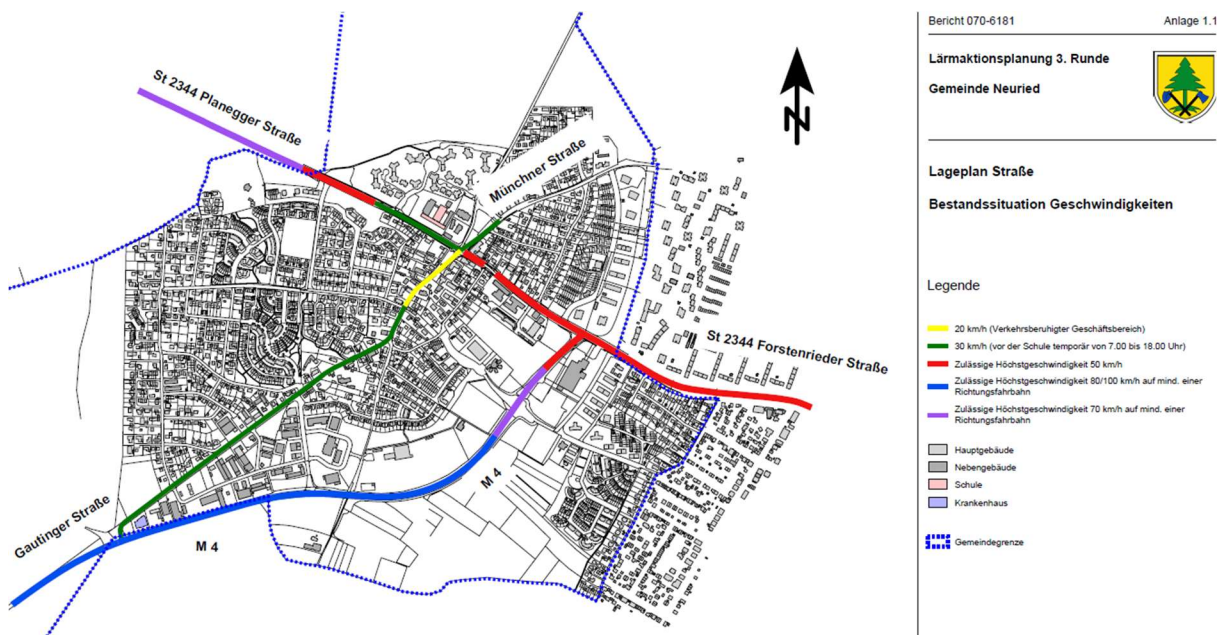 St 2344 Planegger Straße
Münchner Straße
N
St 2344 Forstenrieder Straße
M 4
Gautinger Straße
M 4
Bericht 070-6181 Anlage 1.1
Lärmaktionsplanung 3. Runde
Gemeinde Neuried
Lageplan Straße
Bestandssituation Geschwindigkeiten
Legende
20 km/h (Verkehrsberuhigter Geschäftsbereich)
30 km/h (vor der Schule temporär von 7.00 bis 18.00 Uhr)
Zulässige Höchstgeschwindigkeit 50 km/h
Zulässige Höchstgeschwindigkeit 80/100 km/h auf mind. einer
Richtungsfahrbahn
Zulässige Höchstgeschwindigkeit 70 km/h auf mind. einer
Richtungsfahrbahn
Hauptgebäude
Nebengebäude
Schule
Krankenhaus
Gemeindegrenze